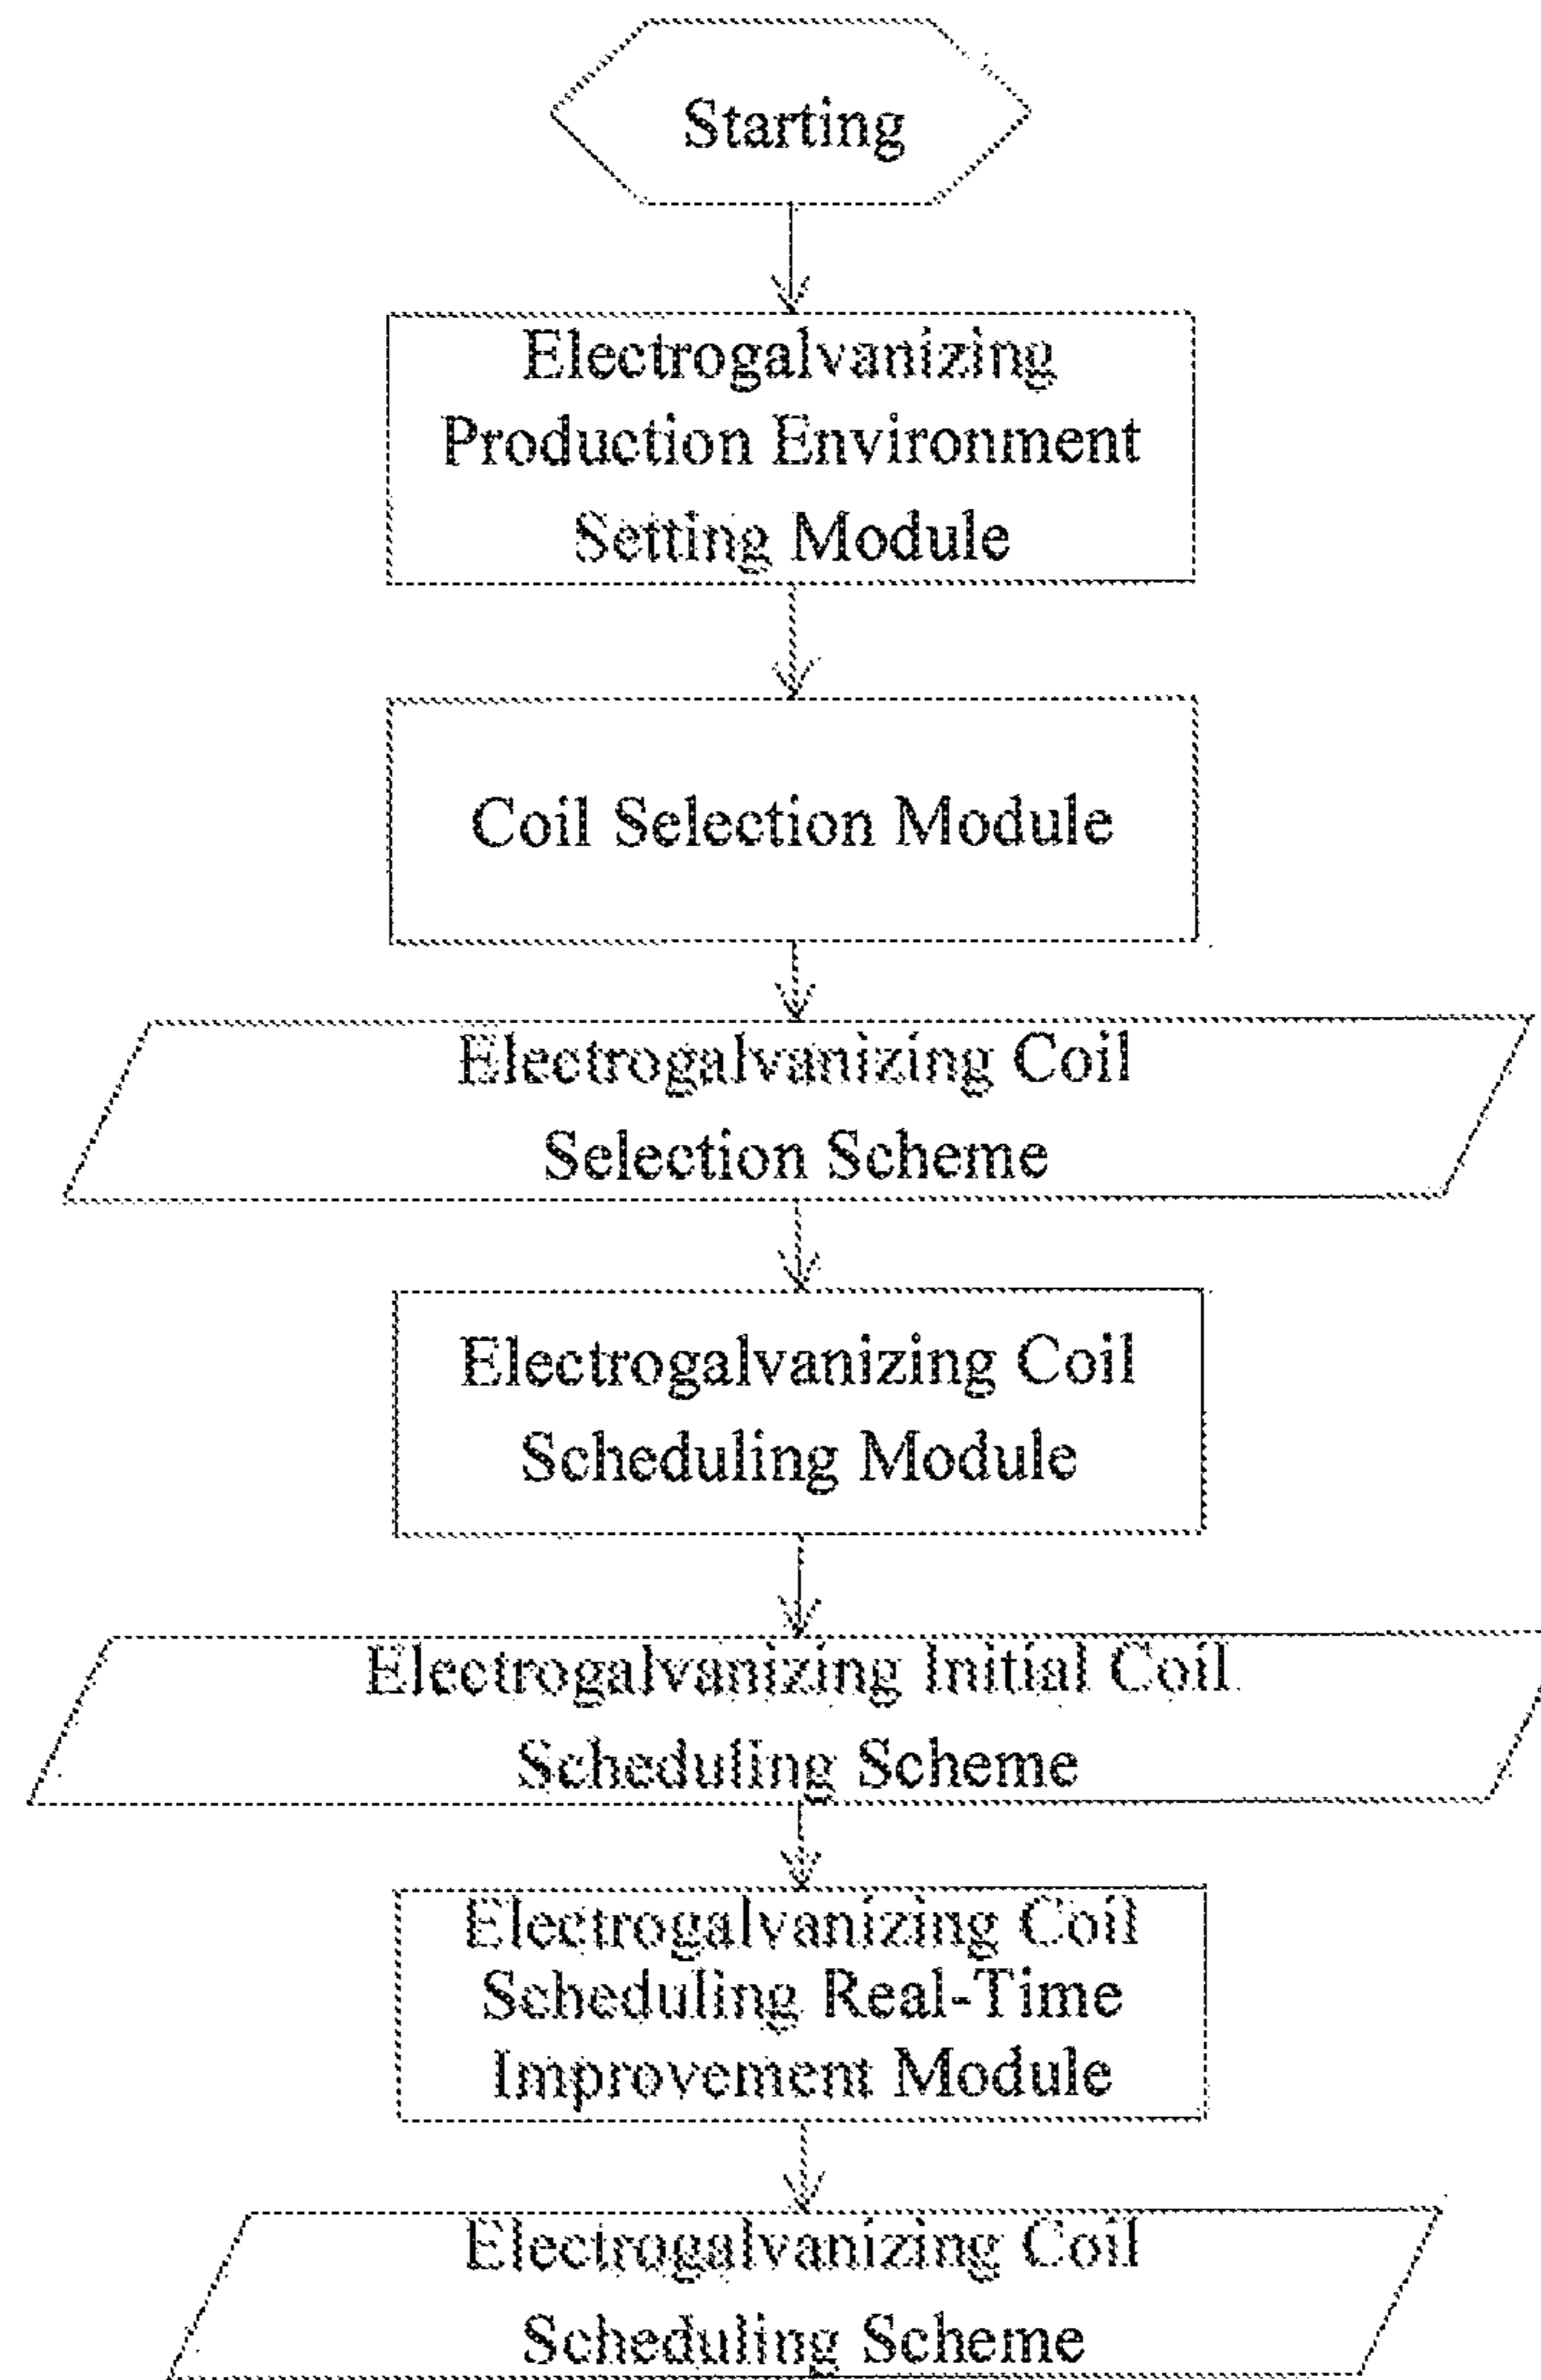 Starting
Electrogalvanizing
Production Environment
Setting Module
Coil Selection Module
Electrogalvanizing Coil
Selection Scheme
Electrogalvanizing Coil
Scheduling Module
Electrogalvanizing Initial Coil
Scheduling Scheme
Electrogalvanizing Coil
Scheduling Real-Time
Improvement Module
Electrogalvanizing Coil
Scheduling Scheme